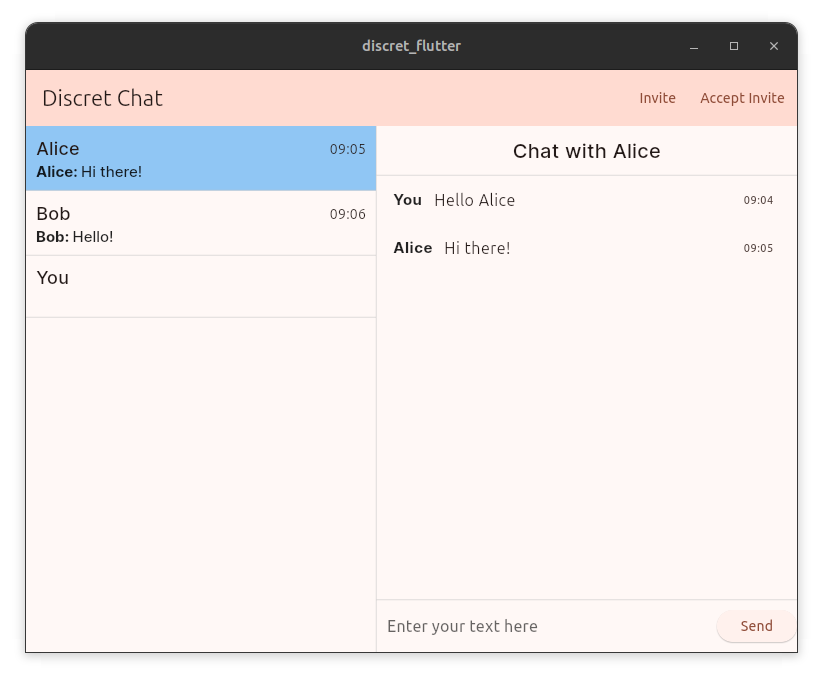 discret_flutter
Discret Chat
Invite Accept Invite
Alice 09:05
Alice: Hi there!
Bob 09:06
Bob: Hello!
You
Chat with Alice
You Hello Alice 09:04
Alice Hi there! 09:05
Enter your text here
Send